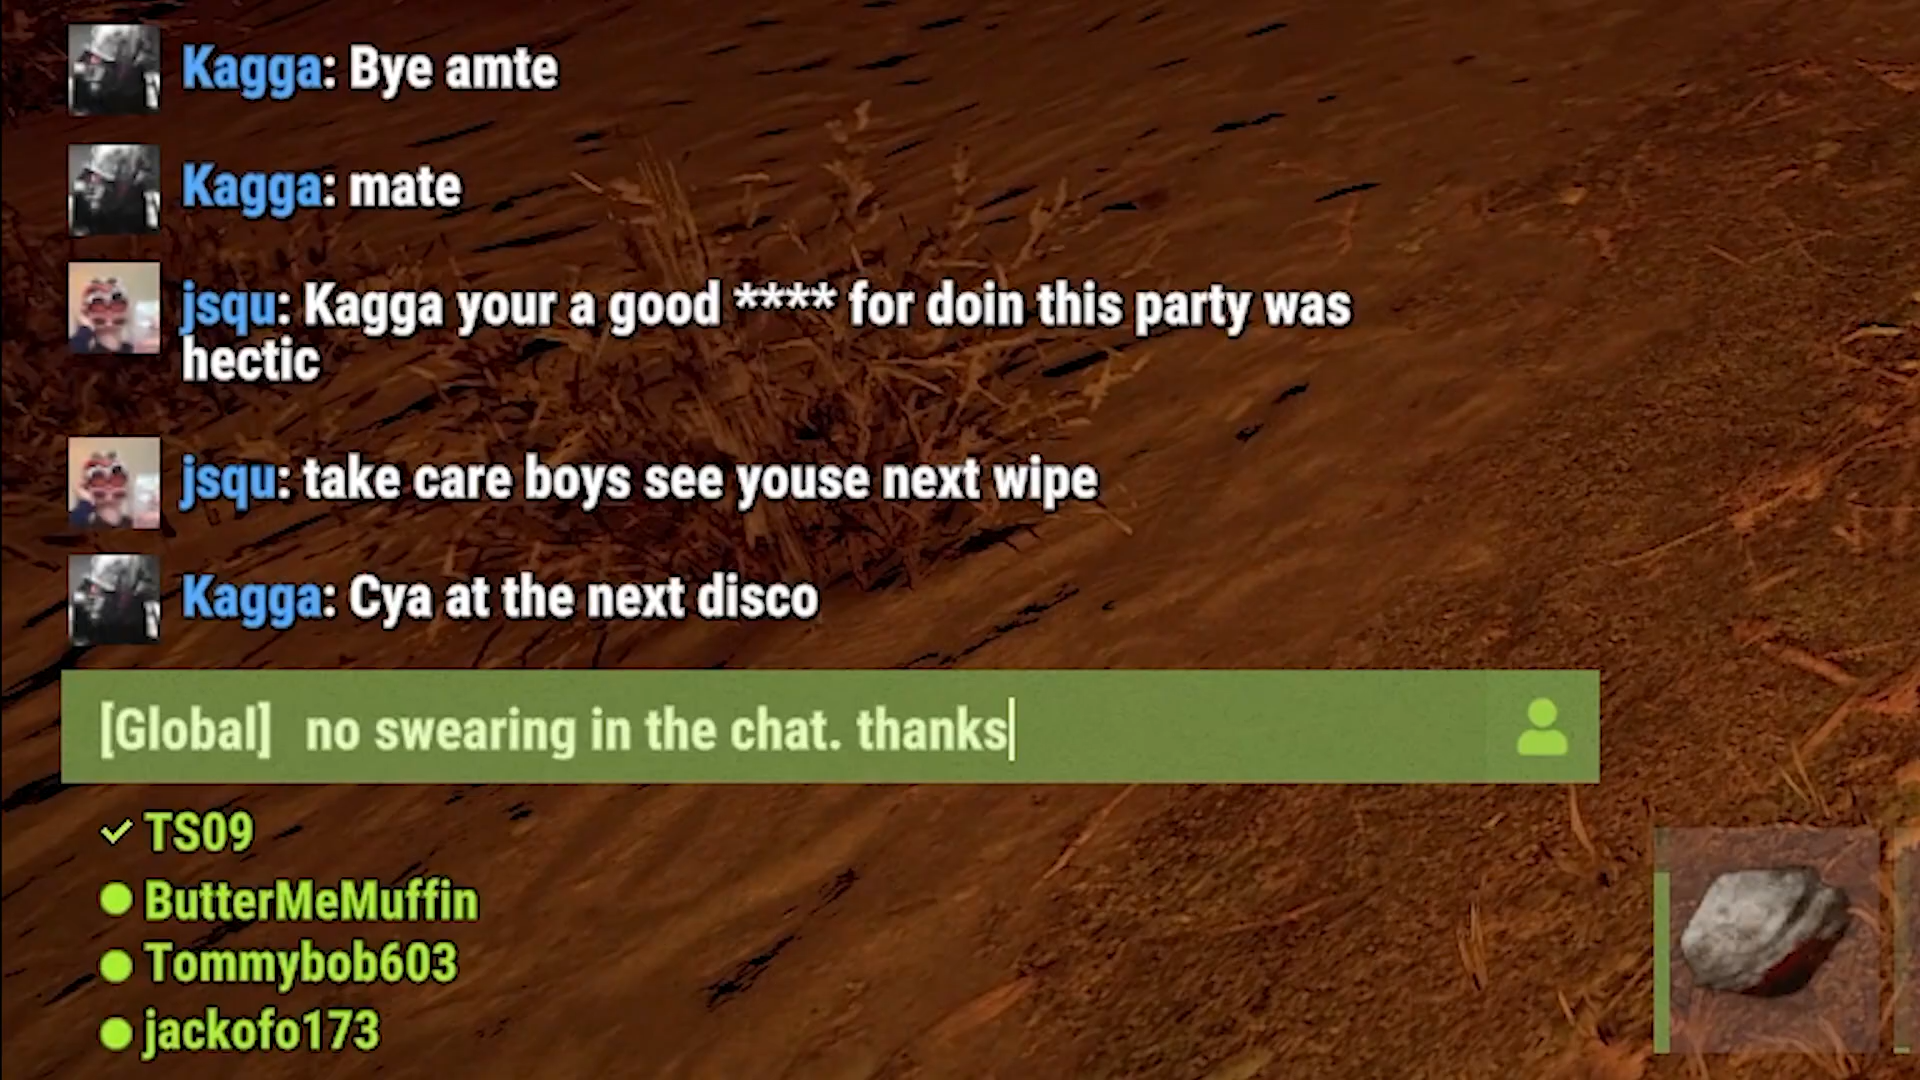 Kagga: Bye amte
Kagga: mate
jsqu: Kagga your a good **** for doin this party was
hectic
jsqu: take care boys see youse next wipe
Kagga: Cya at the next disco
[Global] no swearing in the chat. thanks
TS09
ButterMeMuffin
Tommybob603
jackofo173